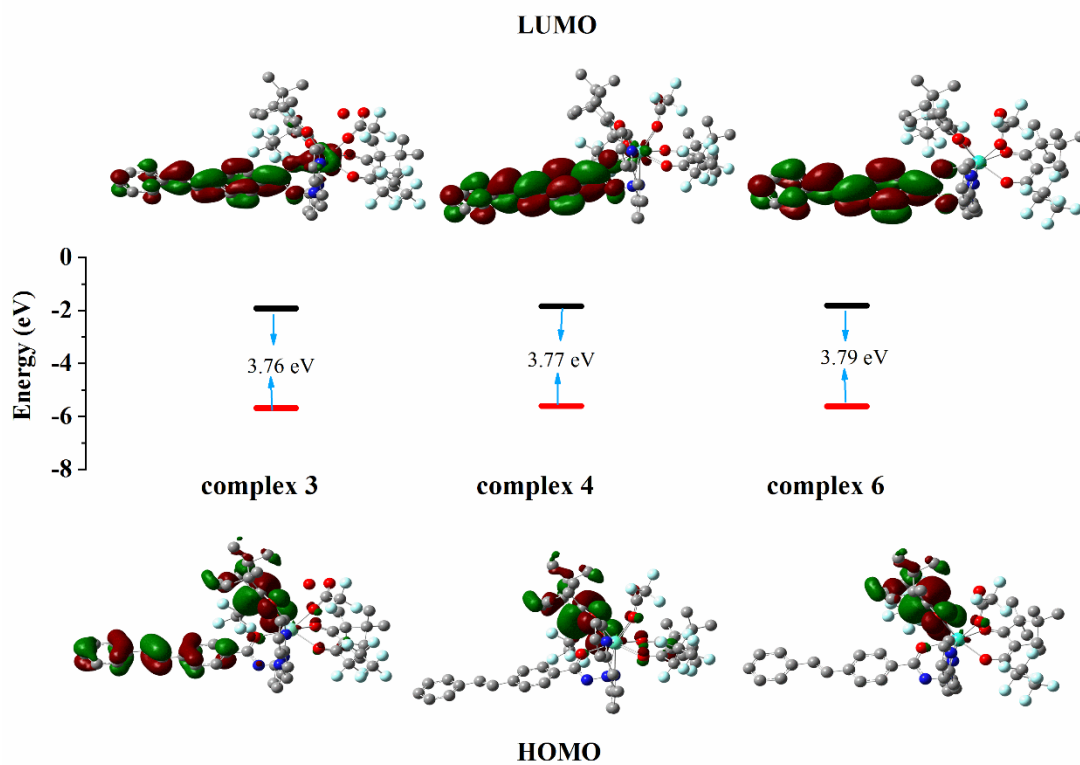 LUMO
0
-2
-4
-6
-8
Energy (eV)
3.76 eV
3.77 eV
3.79 eV
complex 3
complex 4
complex 6
HOMO